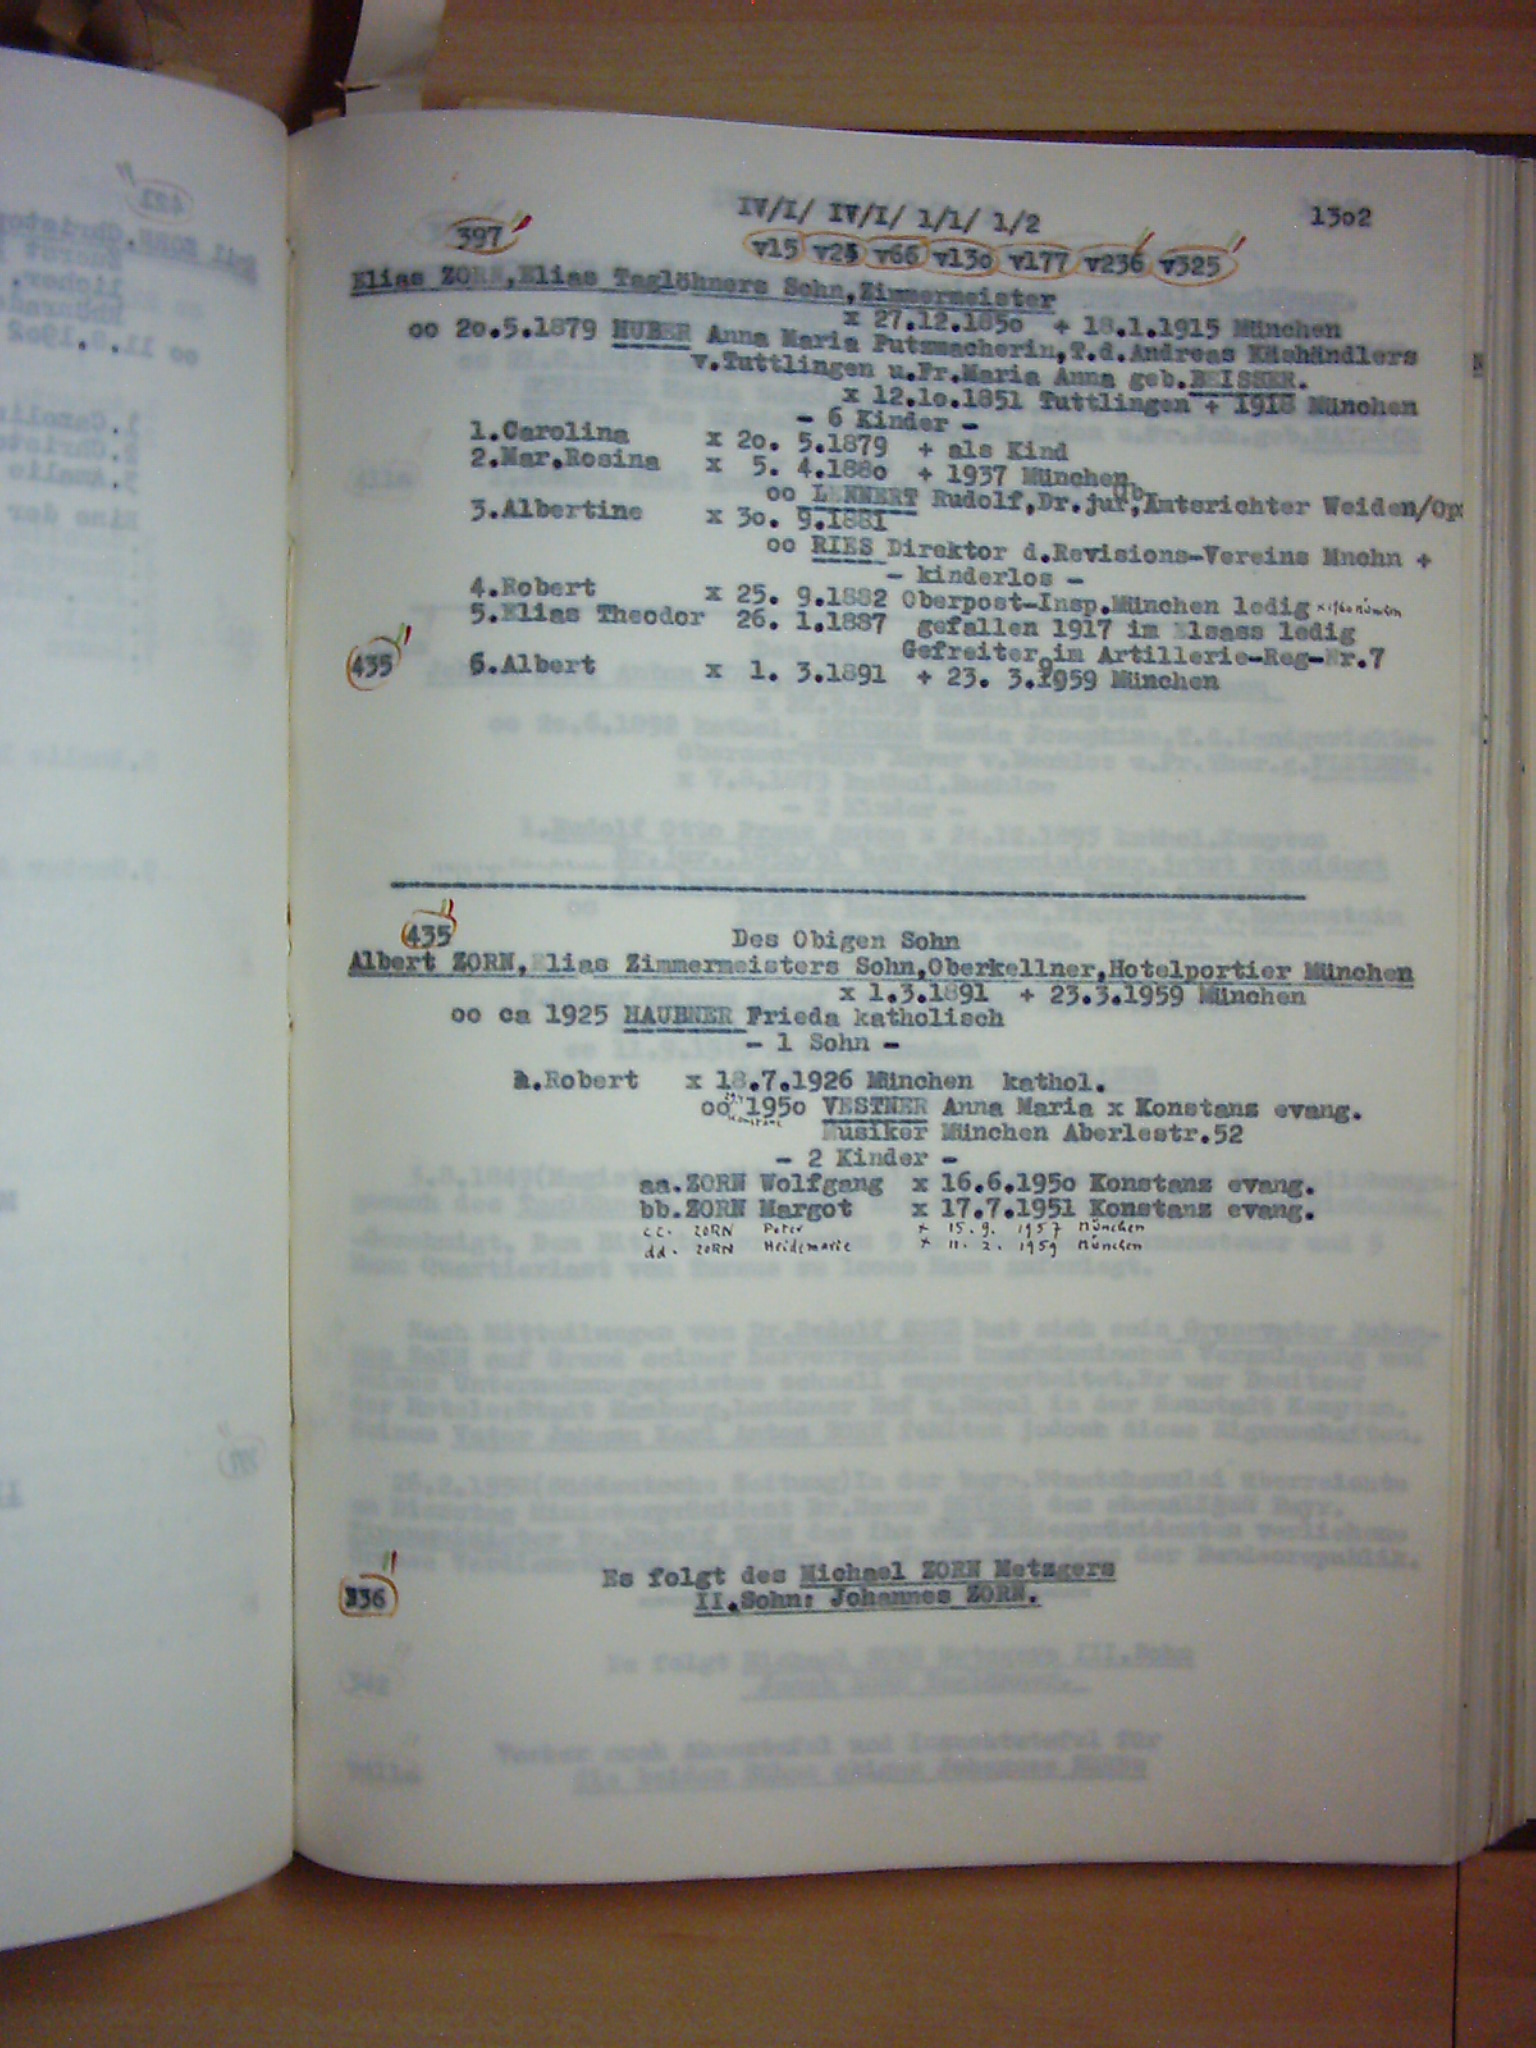 IV/I/ IV/I/ 1/1/ 1/2
13o2
397
v15 v25 v66 v13o v177 v236 v325
Elias ZORN,Elias Taglöhners Sohn,Zimmermeister
x 27.12.185o + 18.1.1915 München
oo 2o.5.1879 HUBER Anna Maria Putzmacherin,T.d.Andreas Käshändlers
v.Tuttlingen u.Fr.Maria Anna geb.BEISSER.
x 12.1o.1851 Tuttlingen + 1918 München
- 6 Kinder -
1.Carolina x 2o. 5.1879 + als Kind
2.Mar.Rosina x 5. 4.188o + 1937 München
oo LENNERT Rudolf,Dr.jur,Amtsrichter Weiden/Op
3.Albertine x 3o. 9.1881
oo RIES Direktor d.Revisions-Vereins Mnchn +
- kinderlos -
4.Robert x 25. 9.1882 Oberpost-Insp.München ledig
5.Elias Theodor 26. 1.1887 gefallen 1917 im Elsass ledig
Gefreiter im Artillerie-Reg-Nr.7
435 6.Albert x 1. 3.1891 + 23. 3.1959 München
435 Des Obigen Sohn
Albert ZORN,Elias Zimmermeisters Sohn,Oberkellner,Hotelportier München
x 1.3.1891 + 23.3.1959 München
oo ca 1925 HAUBNER Frieda katholisch
- 1 Sohn -
a.Robert x 18.7.1926 München kathol.
oo 195o VESTNER Anna Maria x Konstanz evang.
Musiker München Aberlestr.52
- 2 Kinder -
aa.ZORN Wolfgang x 16.6.195o Konstanz evang.
bb.ZORN Margot x 17.7.1951 Konstanz evang.
cc. ZORN Peter x 15. 9. 1957 München
dd. ZORN Heidemarie x 11. 2. 1959 München
336 Es folgt des Michael ZORN Metzgers
II.Sohn: Johannes ZORN.